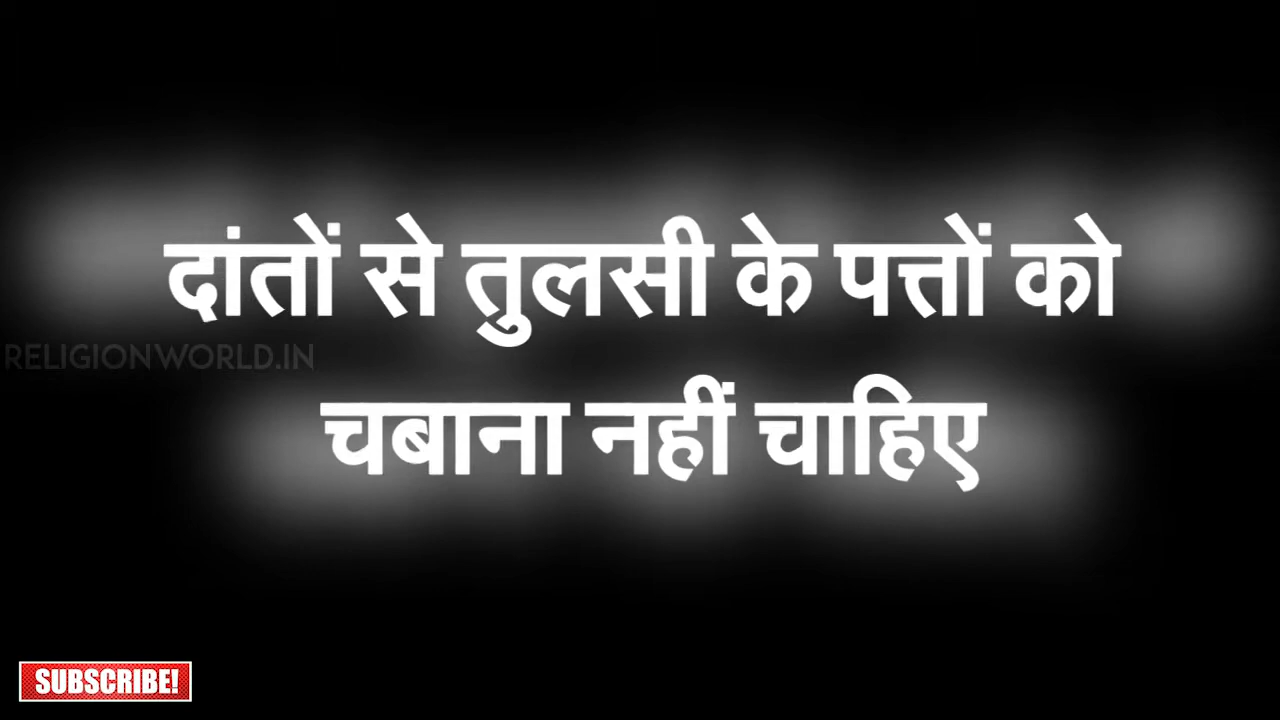 दांतों से तुलसी के पत्तों को
RELIGIONWORLD.IN
चबाना नहीं चाहिए
SUBSCRIBE!